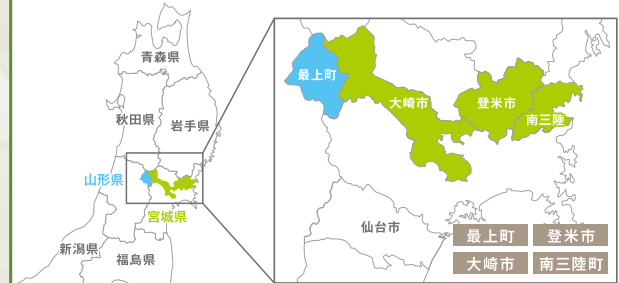 青森県
秋田県
岩手県
山形県
宮城県
新潟県
福島県
最上町
大崎市
登米市
南三陸
仙台市
最上町
登米市
大崎市
南三陸町